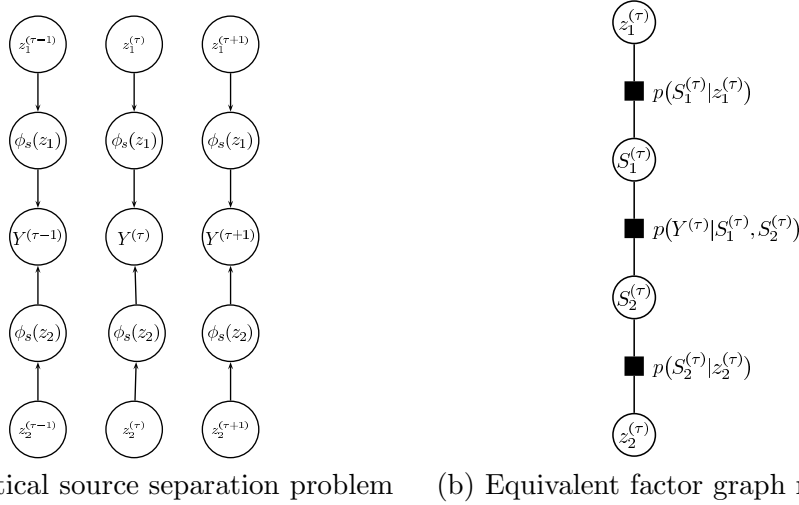 z_1^{(τ−1)} z_1^{(τ)} z_1^{(τ+1)}
ϕ_s(z_1) ϕ_s(z_1) ϕ_s(z_1)
Y^{(τ−1)} Y^{(τ)} Y^{(τ+1)}
ϕ_s(z_2) ϕ_s(z_2) ϕ_s(z_2)
z_2^{(τ−1)} z_2^{(τ)} z_2^{(τ+1)}
z_1^{(τ)}
p(S_1^{(τ)}|z_1^{(τ)})
S_1^{(τ)}
p(Y^{(τ)}|S_1^{(τ)}, S_2^{(τ)})
S_2^{(τ)}
p(S_2^{(τ)}|z_2^{(τ)})
z_2^{(τ)}
source separation problem
(b) Equivalent factor graph